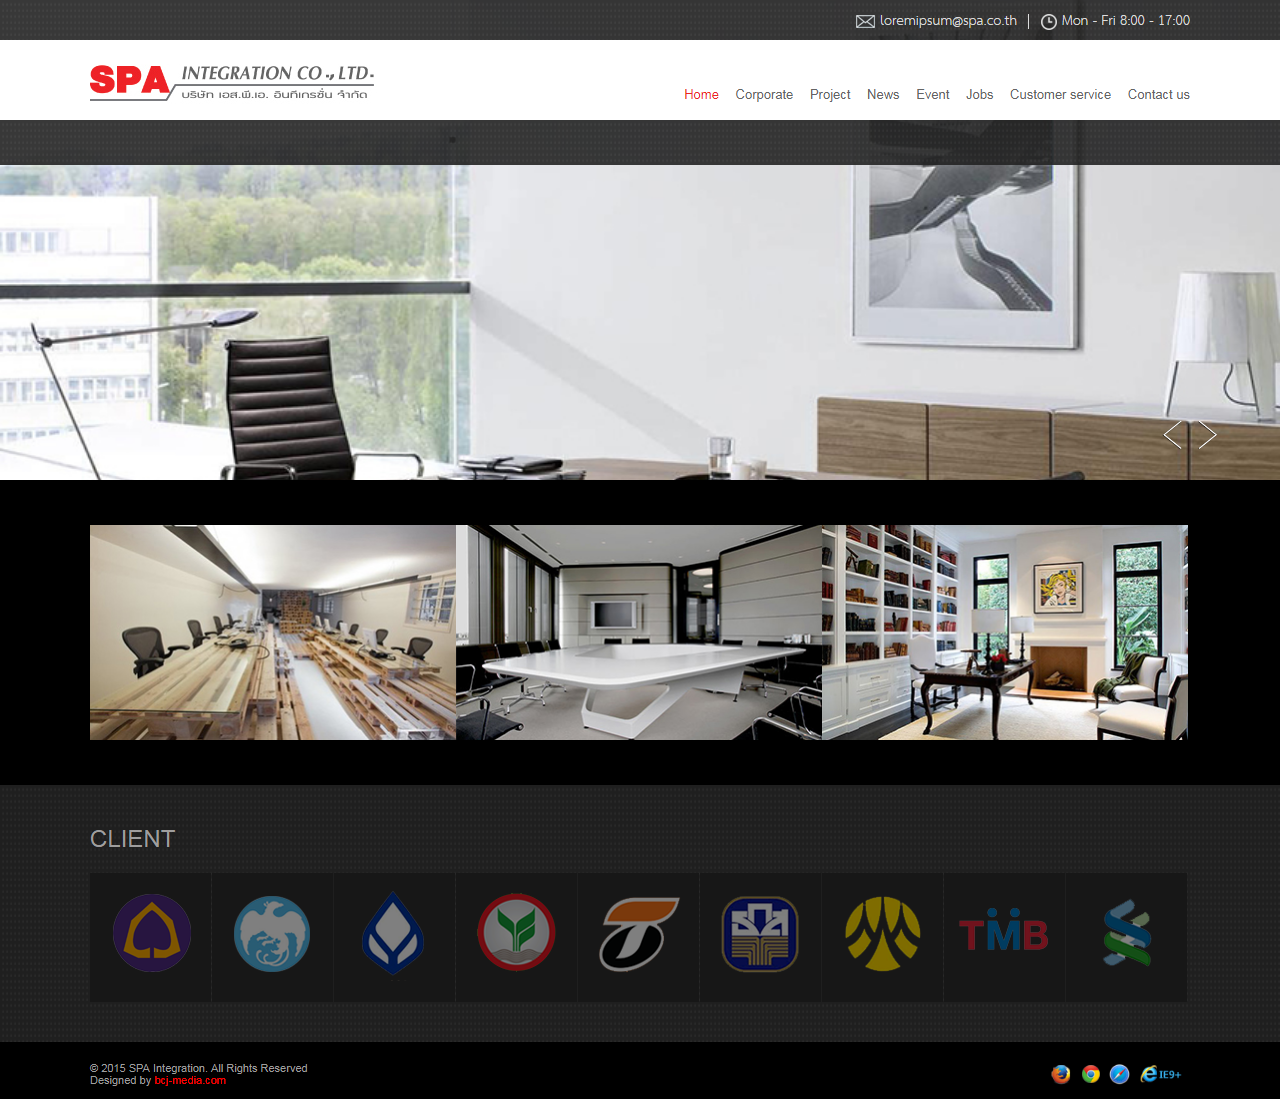 loremipsum@spa.co.th | Mon - Fri 8:00 - 17:00
SPA INTEGRATION CO., LTD.
บริษัท เอส.พี.เอ. อินทิเกรชั่น จำกัด
Home Corporate Project News Event Jobs Customer service Contact us
CLIENT
TMB
© 2015 SPA Integration. All Rights Reserved
Designed by bcj-media.com
IE9+